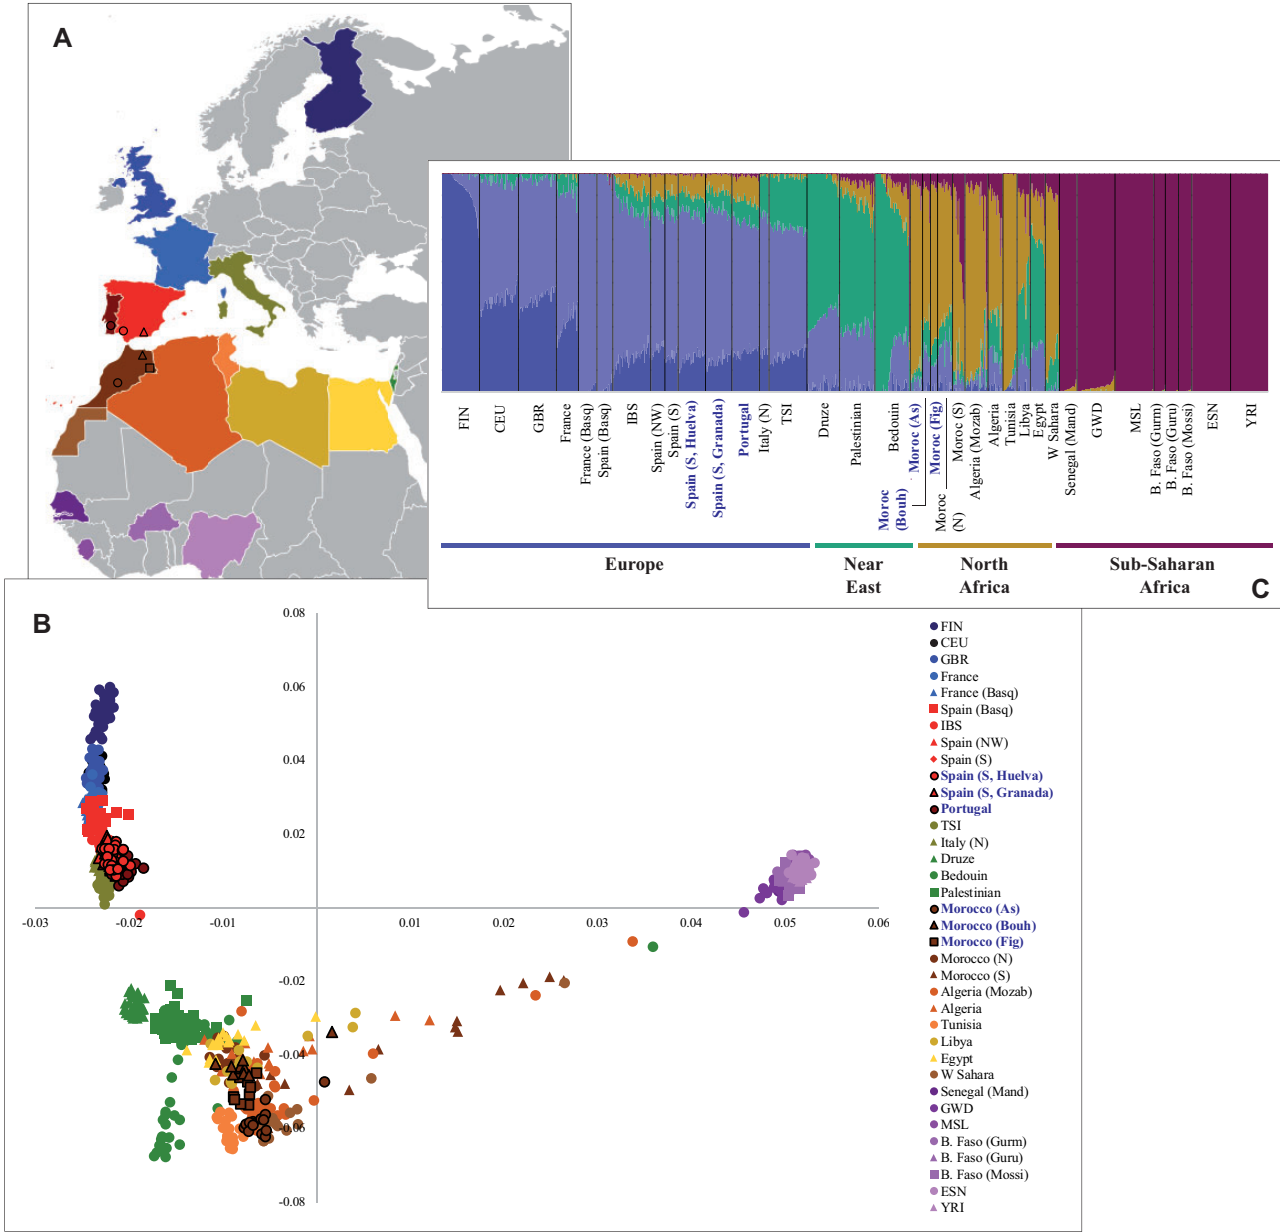 A
FIN
CEU
GBR
France
France (Basq)
Spain (Basq)
IBS
Spain (NW)
Spain (S)
Spain (S, Huelva)
Spain (S, Granada)
Portugal
Italy (N)
TSI
Druze
Palestinian
Bedouin
Moroc (Bouh)
Moroc (As)
Moroc (Fig)
Moroc (N)
Moroc (S)
Algeria (Mozab)
Algeria
Tunisia
Libya
Egypt
W Sahara
Senegal (Mand)
GWD
MSL
B. Faso (Gurm)
B. Faso (Guru)
B. Faso (Mossi)
ESN
YRI
Europe
Near
East
North
Africa
Sub-Saharan
Africa
C
B
0.08
0.06
0.04
0.02
-0.03
-0.02
-0.01
0.01
0.02
0.03
0.04
0.05
0.06
-0.02
-0.04
-0.06
-0.08
FIN
CEU
GBR
France
France (Basq)
Spain (Basq)
IBS
Spain (NW)
Spain (S)
Spain (S, Huelva)
Spain (S, Granada)
Portugal
TSI
Italy (N)
Druze
Bedouin
Palestinian
Morocco (As)
Morocco (Bouh)
Morocco (Fig)
Morocco (N)
Morocco (S)
Algeria (Mozab)
Algeria
Tunisia
Libya
Egypt
W Sahara
Senegal (Mand)
GWD
MSL
B. Faso (Gurm)
B. Faso (Guru)
B. Faso (Mossi)
ESN
YRI